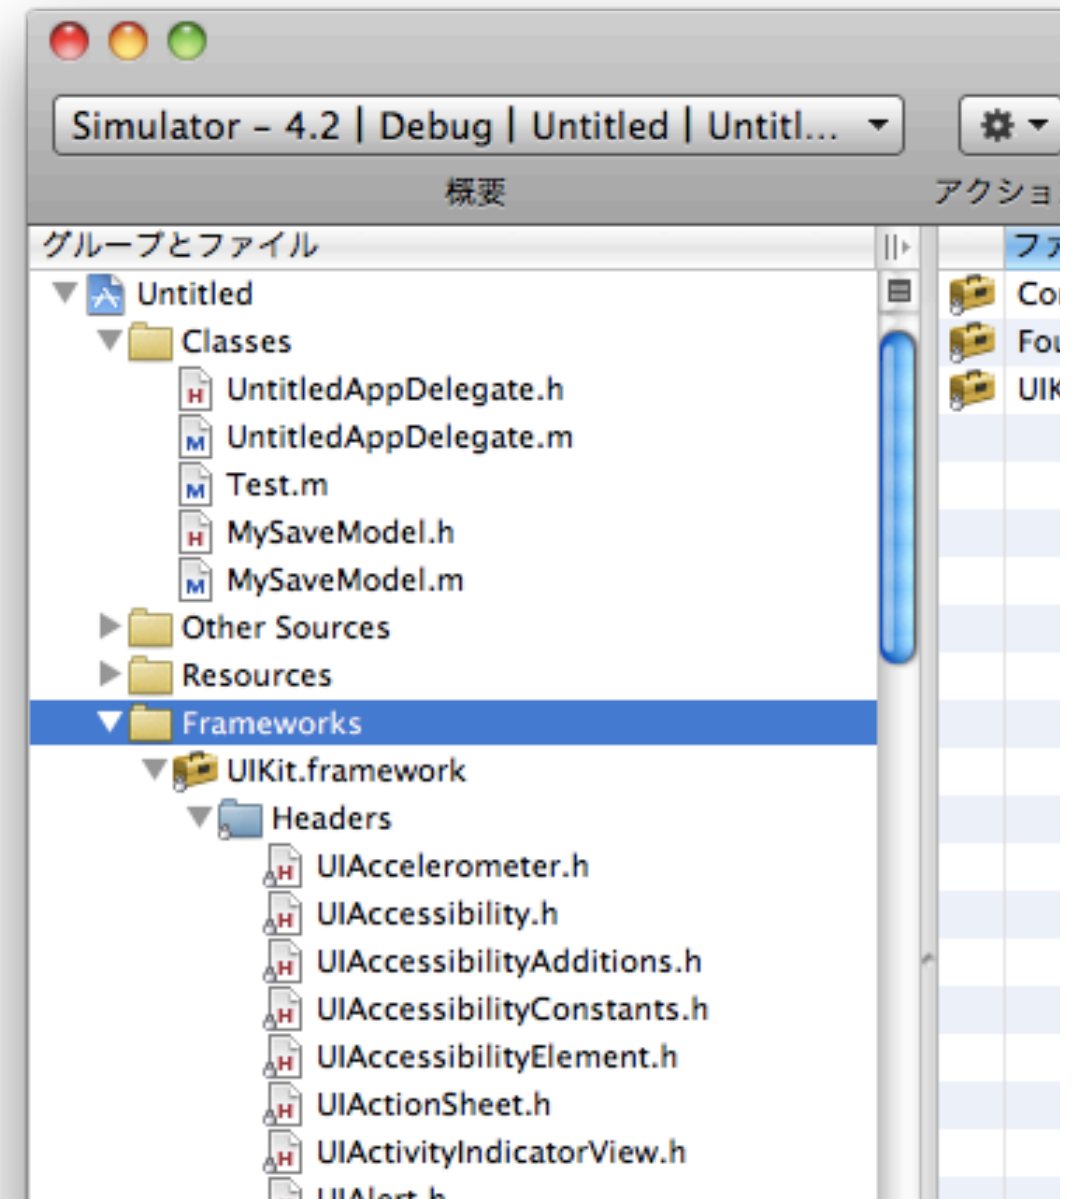 Simulator – 4.2 | Debug | Untitled | Untitl...
概要
アクショ
グループとファイル
Untitled
Classes
UntitledAppDelegate.h
UntitledAppDelegate.m
Test.m
MySaveModel.h
MySaveModel.m
Other Sources
Resources
Frameworks
UIKit.framework
Headers
UIAccelerometer.h
UIAccessibility.h
UIAccessibilityAdditions.h
UIAccessibilityConstants.h
UIAccessibilityElement.h
UIActionSheet.h
UIActivityIndicatorView.h
UIAlert.h